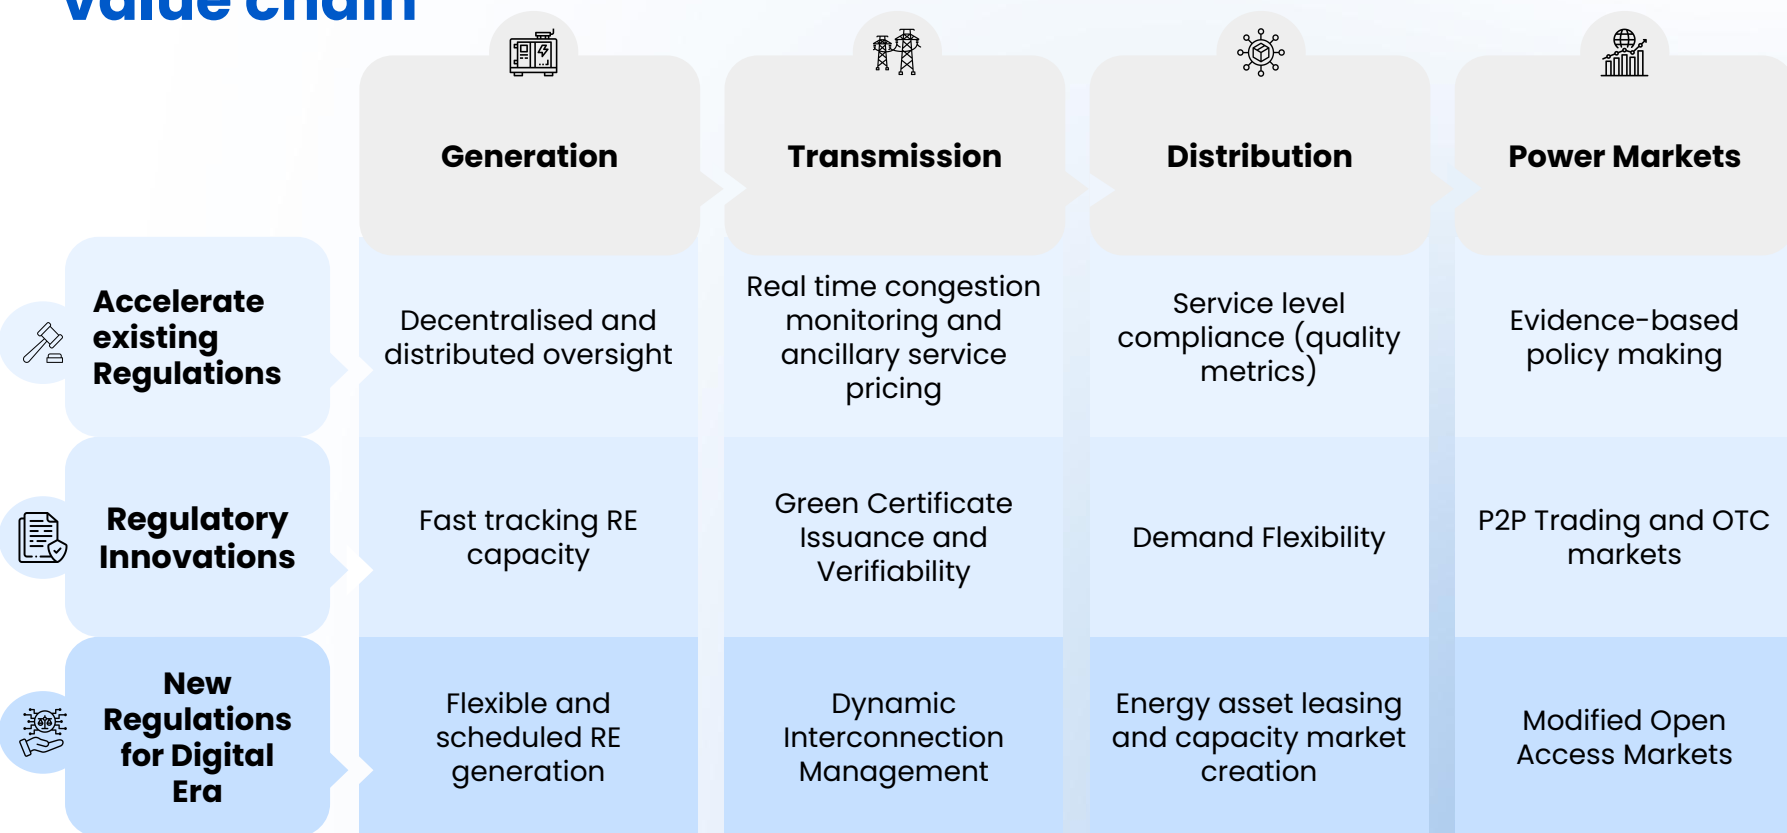 value chain
Generation
Transmission
Distribution
Power Markets
Accelerate
existing
Regulations
Decentralised and
distributed oversight
Real time congestion
monitoring and
ancillary service
pricing
Service level
compliance (quality
metrics)
Evidence-based
policy making
Regulatory
Innovations
Fast tracking RE
capacity
Green Certificate
Issuance and
Verifiability
Demand Flexibility
P2P Trading and OTC
markets
New
Regulations
for Digital
Era
Flexible and
scheduled RE
generation
Dynamic
Interconnection
Management
Energy asset leasing
and capacity market
creation
Modified Open
Access Markets